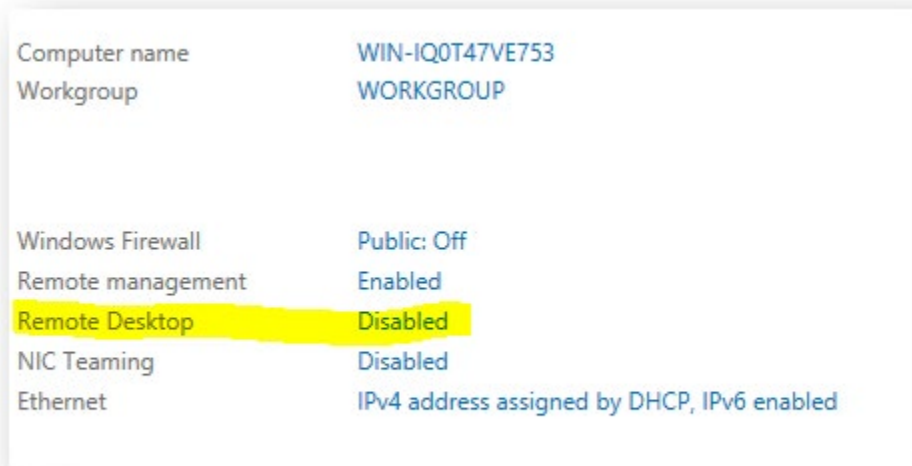 Computer name WIN-IQ0T47VE753
Workgroup WORKGROUP
Windows Firewall Public: Off
Remote management Enabled
Remote Desktop Disabled
NIC Teaming Disabled
Ethernet IPv4 address assigned by DHCP, IPv6 enabled